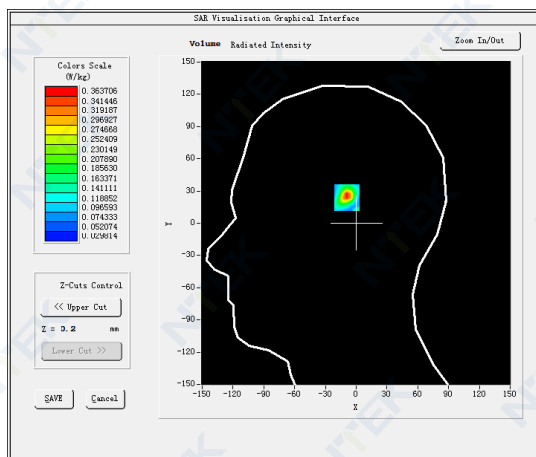 SAR Visualisation Graphical Interface
Volume Radiated Intensity
Zoom In/Out
Colors Scale
(W/kg)
0.363706
0.341446
0.319187
0.296927
0.274668
0.252409
0.230149
0.207890
0.185630
0.163371
0.141111
0.118852
0.096593
0.074333
0.052074
0.029814
Z-Cuts Control
<< Upper Cut
Z = 0.2 mm
Lower Cut >>
SAVE
Cancel
150
120
90
60
30
0
-30
-60
-90
-120
-150
Y
-150 -120 -90 -60 -30 0 30 60 90 120 150
X
NTEK